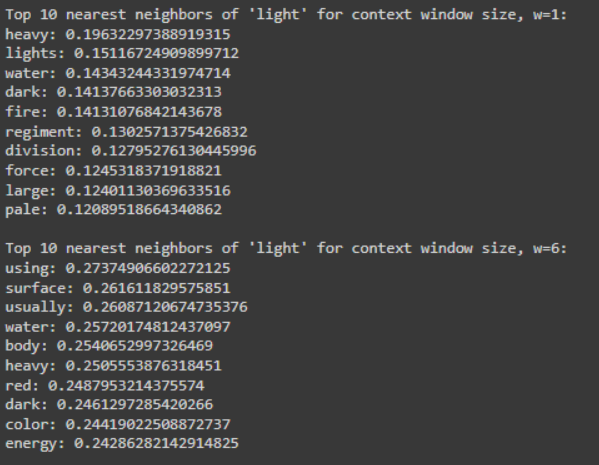 Top 10 nearest neighbors of 'light' for context window size, w=1:
heavy: 0.19632297388919315
lights: 0.15116724909899712
water: 0.14343244331974714
dark: 0.14137663303032313
fire: 0.14131076842143678
regiment: 0.1302571375426832
division: 0.12795276130445996
force: 0.1245318371918821
large: 0.12401130369633516
pale: 0.12089518664340862

Top 10 nearest neighbors of 'light' for context window size, w=6:
using: 0.27374906602272125
surface: 0.261611829575851
usually: 0.26087120674735376
water: 0.25720174812437097
body: 0.2540652997326469
heavy: 0.2505553876318451
red: 0.2487953214375574
dark: 0.2461297285420266
color: 0.24419022508872737
energy: 0.24286282142914825